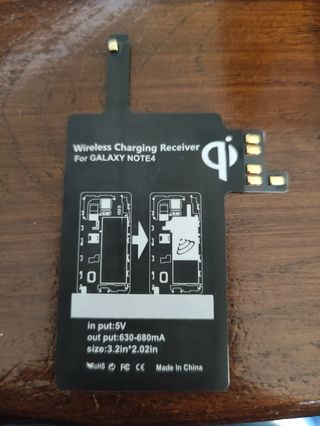 Wireless Charging Receiver
For GALAXY NOTE4
qi
in put:5V
out put:630-680mA
size:3.2in*2.02in
RoHS FC CE Made in China